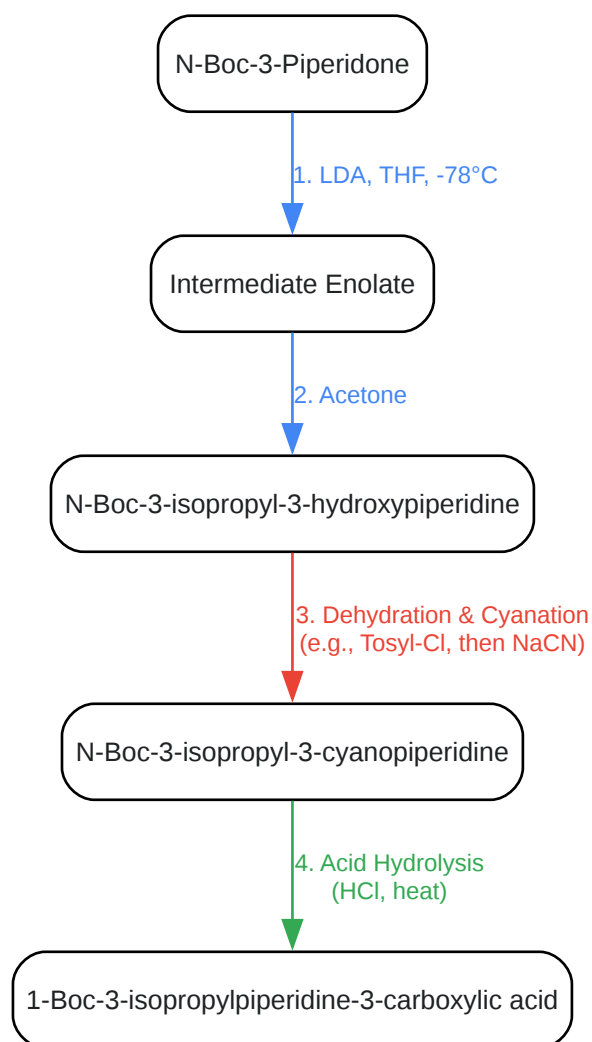 N-Boc-3-Piperidone
1. LDA, THF, -78°C
Intermediate Enolate
2. Acetone
N-Boc-3-isopropyl-3-hydroxypiperidine
3. Dehydration & Cyanation
(e.g., Tosyl-Cl, then NaCN)
N-Boc-3-isopropyl-3-cyanopiperidine
4. Acid Hydrolysis
(HCl, heat)
1-Boc-3-isopropylpiperidine-3-carboxylic acid